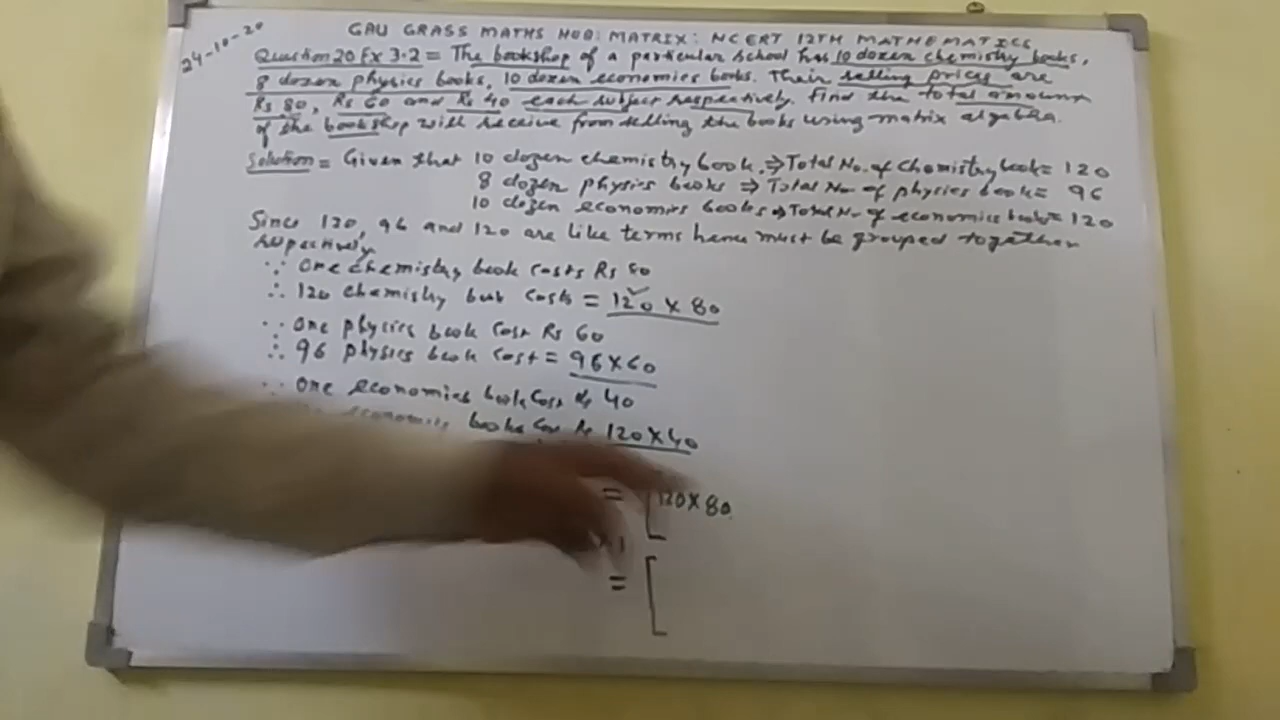 24-10-20
GAU GRASS MATHS HUB: MATRIX: NCERT 12TH MATHEMATICS
Question 20 Ex 3.2 = The bookshop of a particular school has 10 dozen chemistry books,
8 dozen physics books, 10 dozen economics books. Their selling prices are
Rs 80, Rs 60 and Rs 40 each subject respectively. Find the total amount
of the bookshop will receive from selling the books using matrix algebra.
Solution = Given that 10 dozen chemistry book. ⇒ Total No. of chemistry book = 120
8 dozen physics books ⇒ Total No of physics book = 96
10 dozen economics books ⇒ Total No of economics book = 120
Since 120, 96 and 120 are like terms hence must be grouped together
respectively
∵ One chemistry book costs Rs 80
∴ 120 chemistry book costs = 120 × 80
∵ One physics book cost Rs 60
∴ 96 physics book cost = 96×60
∵ One economics book cost Rs 40
economics books cost Rs 120×40
= [120×80
= [